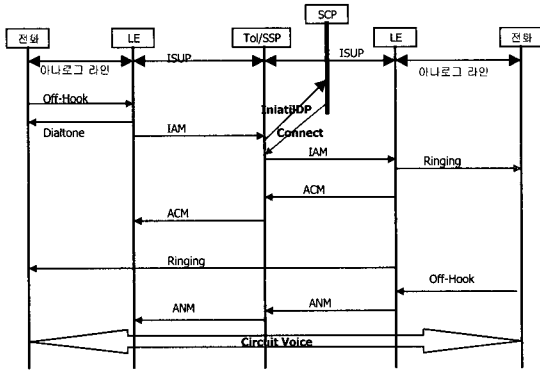 SCP
전화
LE
Tol/SSP
LE
전화
ISUP
ISUP
아나로그 라인
아나로그 라인
Off-Hook
IniatilDP
Dialtone
IAM
Connect
IAM
Ringing
ACM
ACM
Ringing
Off-Hook
ANM
ANM
Circuit Voice